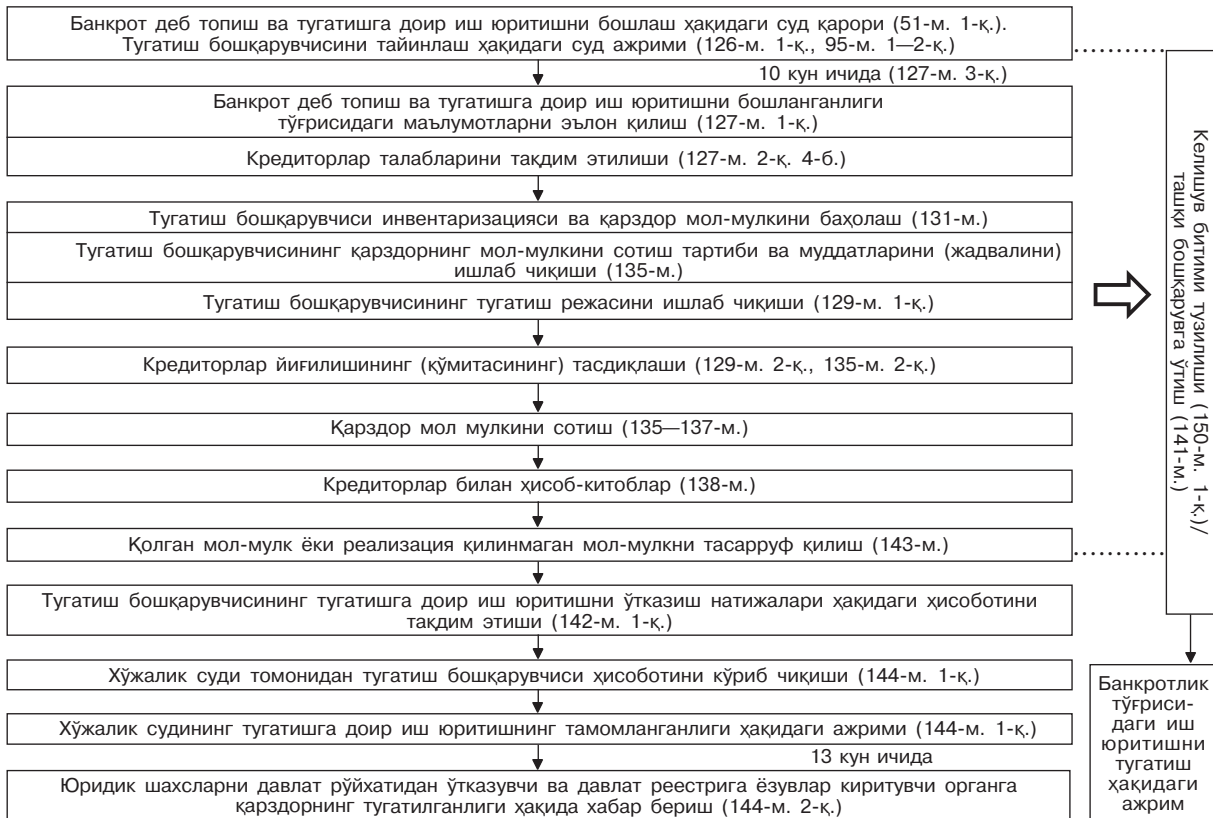 Банкрот деб топиш ва тугатишга доир иш юритишни бошлаш ҳақидаги суд қарори (51-м. 1-қ.).
Тугатиш бошқарувчисини тайинлаш ҳақидаги суд ажрими (126-м. 1-қ., 95-м. 1—2-қ.)
10 кун ичида (127-м. 3-қ.)
Банкрот деб топиш ва тугатишга доир иш юритишни бошланганлиги
тўғрисидаги маълумотларни эълон қилиш (127-м. 1-қ.)
Кредиторлар талабларини тақдим этилиши (127-м. 2-қ. 4-б.)
Тугатиш бошқарувчиси инвентаризацияси ва қарздор мол-мулкини баҳолаш (131-м.)
Тугатиш бошқарувчисининг қарздорнинг мол-мулкини сотиш тартиби ва муддатларини (жадвалини)
ишлаб чиқиши (135-м.)
Тугатиш бошқарувчисининг тугатиш режасини ишлаб чиқиши (129-м. 1-қ.)
Кредиторлар йиғилишининг (қўмитасининг) тасдиқлаши (129-м. 2-қ., 135-м. 2-қ.)
Қарздор мол мулкини сотиш (135—137-м.)
Кредиторлар билан ҳисоб-китоблар (138-м.)
Қолган мол-мулк ёки реализация қилинмаган мол-мулкни тасарруф қилиш (143-м.)
Тугатиш бошқарувчисининг тугатишга доир иш юритишни ўтказиш натижалари ҳақидаги ҳисоботини
тақдим этиши (142-м. 1-қ.)
Хўжалик суди томонидан тугатиш бошқарувчиси ҳисоботини кўриб чиқиши (144-м. 1-қ.)
Хўжалик судининг тугатишга доир иш юритишнинг тамомланганлиги ҳақидаги ажрими (144-м. 1-қ.)
13 кун ичида
Юридик шахсларни давлат рўйхатидан ўтказувчи ва давлат реестрига ёзувлар киритувчи органга
қарздорнинг тугатилганлиги ҳақида хабар бериш (144-м. 2-қ.)
Келишув битими тузилиши (150-м. 1-қ.)/
ташқи бошқарувга ўтиш (141-м.)
Банкротлик
тўғриси-
даги иш
юритишни
тугатиш
ҳақидаги
ажрим